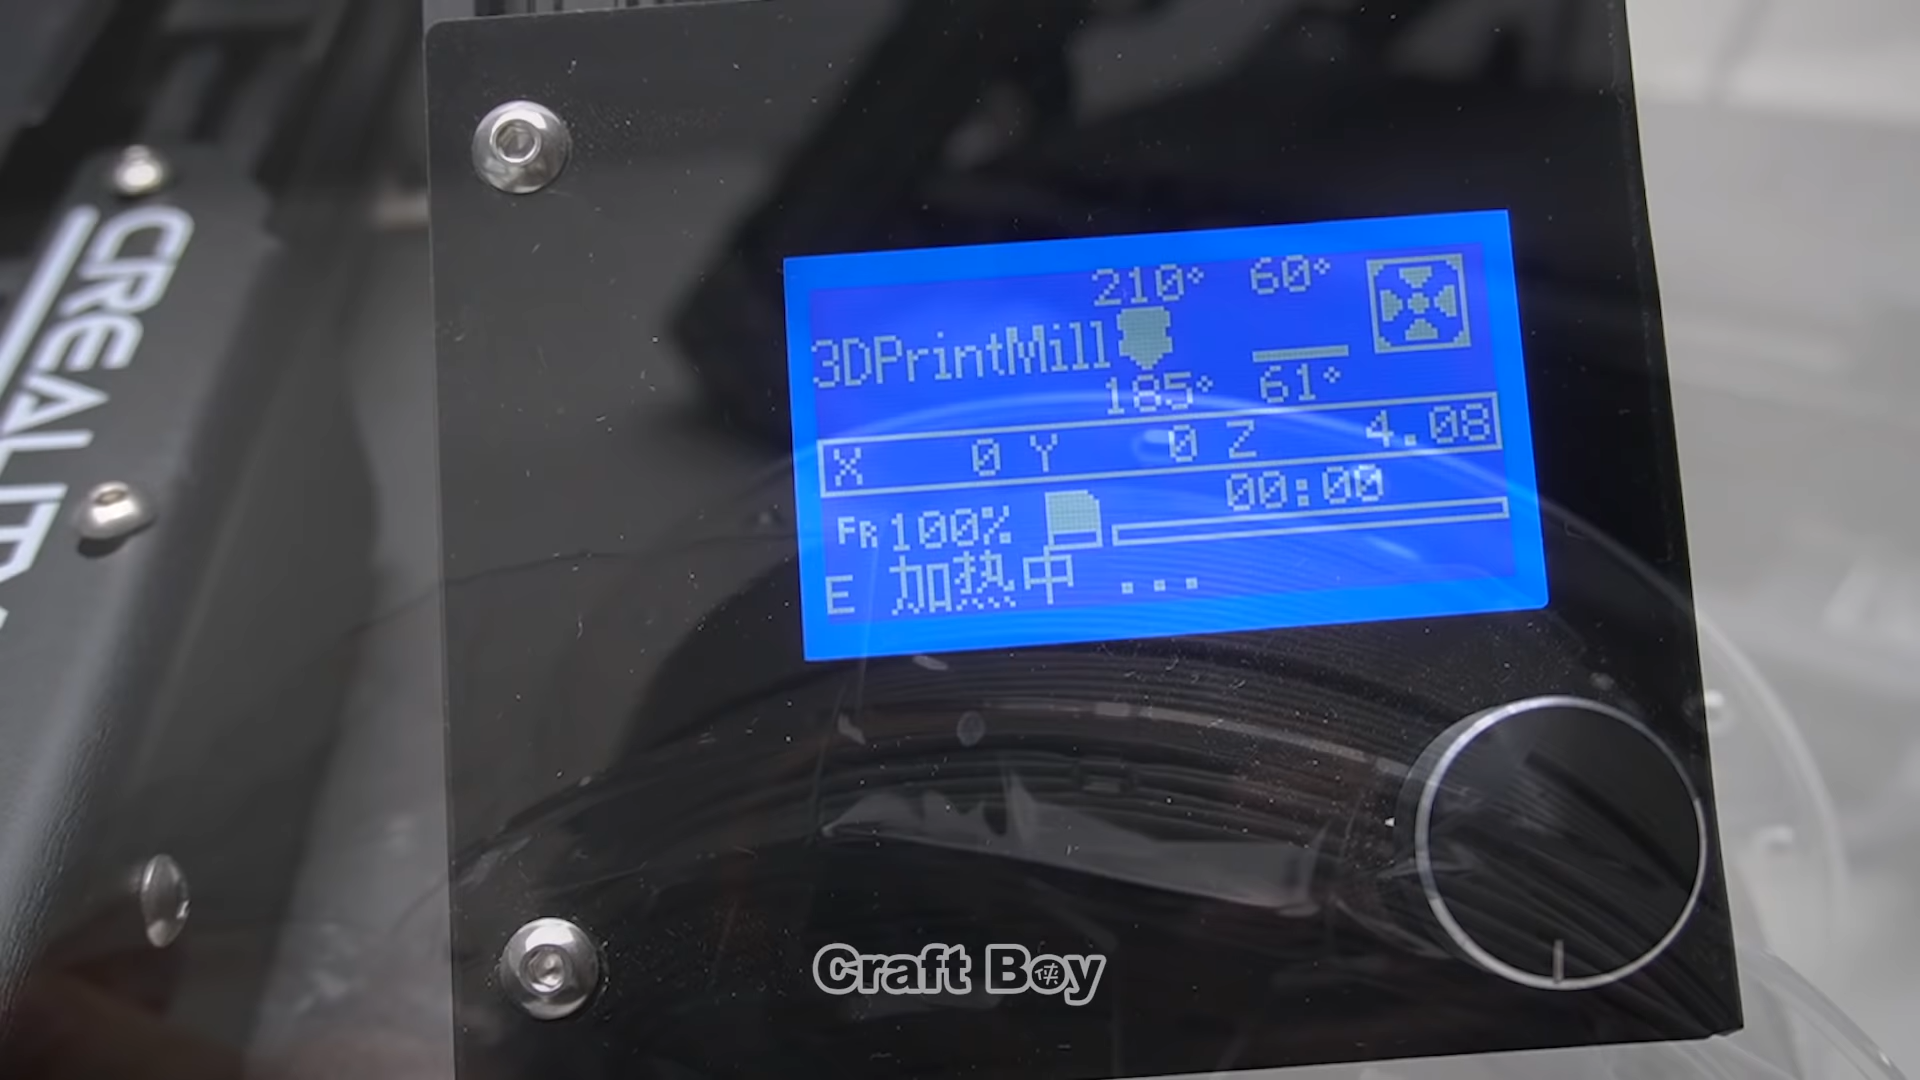 CREALITY
210° 60°
3DPrintMill
185° 61°
X 0 Y 0 Z 4.08
00:00
FR 100%
E 加热中 ...
Craft Boy
侠